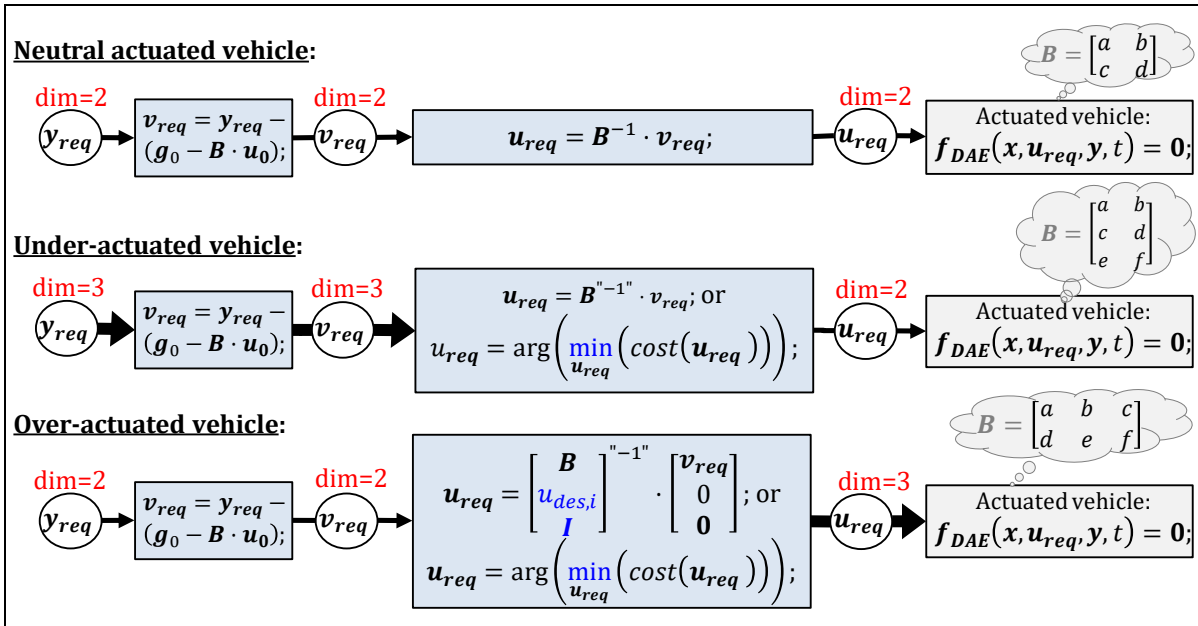 Neutral actuated vehicle:
dim=2
y_req
v_req = y_req −
(g_0 − B · u_0);
dim=2
v_req
u_req = B^−1 · v_req;
dim=2
u_req
B = [a b
c d]
Actuated vehicle:
f_DAE(x, u_req, y, t) = 0;
Under-actuated vehicle:
dim=3
y_req
v_req = y_req −
(g_0 − B · u_0);
dim=3
v_req
u_req = B^"−1" · v_req; or
u_req = arg(min_{u_req}(cost(u_req)));
dim=2
u_req
B = [a b
c d
e f]
Actuated vehicle:
f_DAE(x, u_req, y, t) = 0;
Over-actuated vehicle:
dim=2
y_req
v_req = y_req −
(g_0 − B · u_0);
dim=2
v_req
u_req = [B
u_des,i
I]^"−1" · [v_req
0
0]; or
u_req = arg(min_{u_req}(cost(u_req)));
dim=3
u_req
B = [a b c
d e f]
Actuated vehicle:
f_DAE(x, u_req, y, t) = 0;